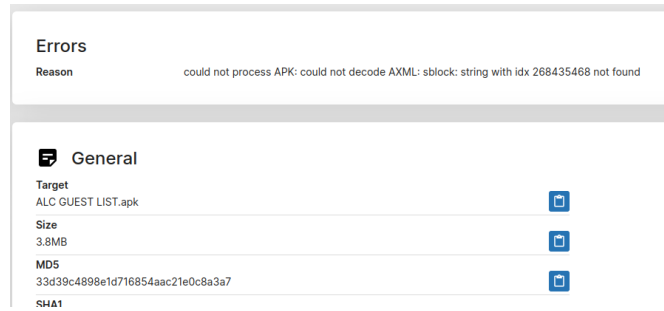 Errors
Reason could not process APK: could not decode AXML: sblock: string with idx 268435468 not found
General
Target
ALC GUEST LIST.apk
Size
3.8MB
MD5
33d39c4898e1d716854aac21e0c8a3a7
SHA1